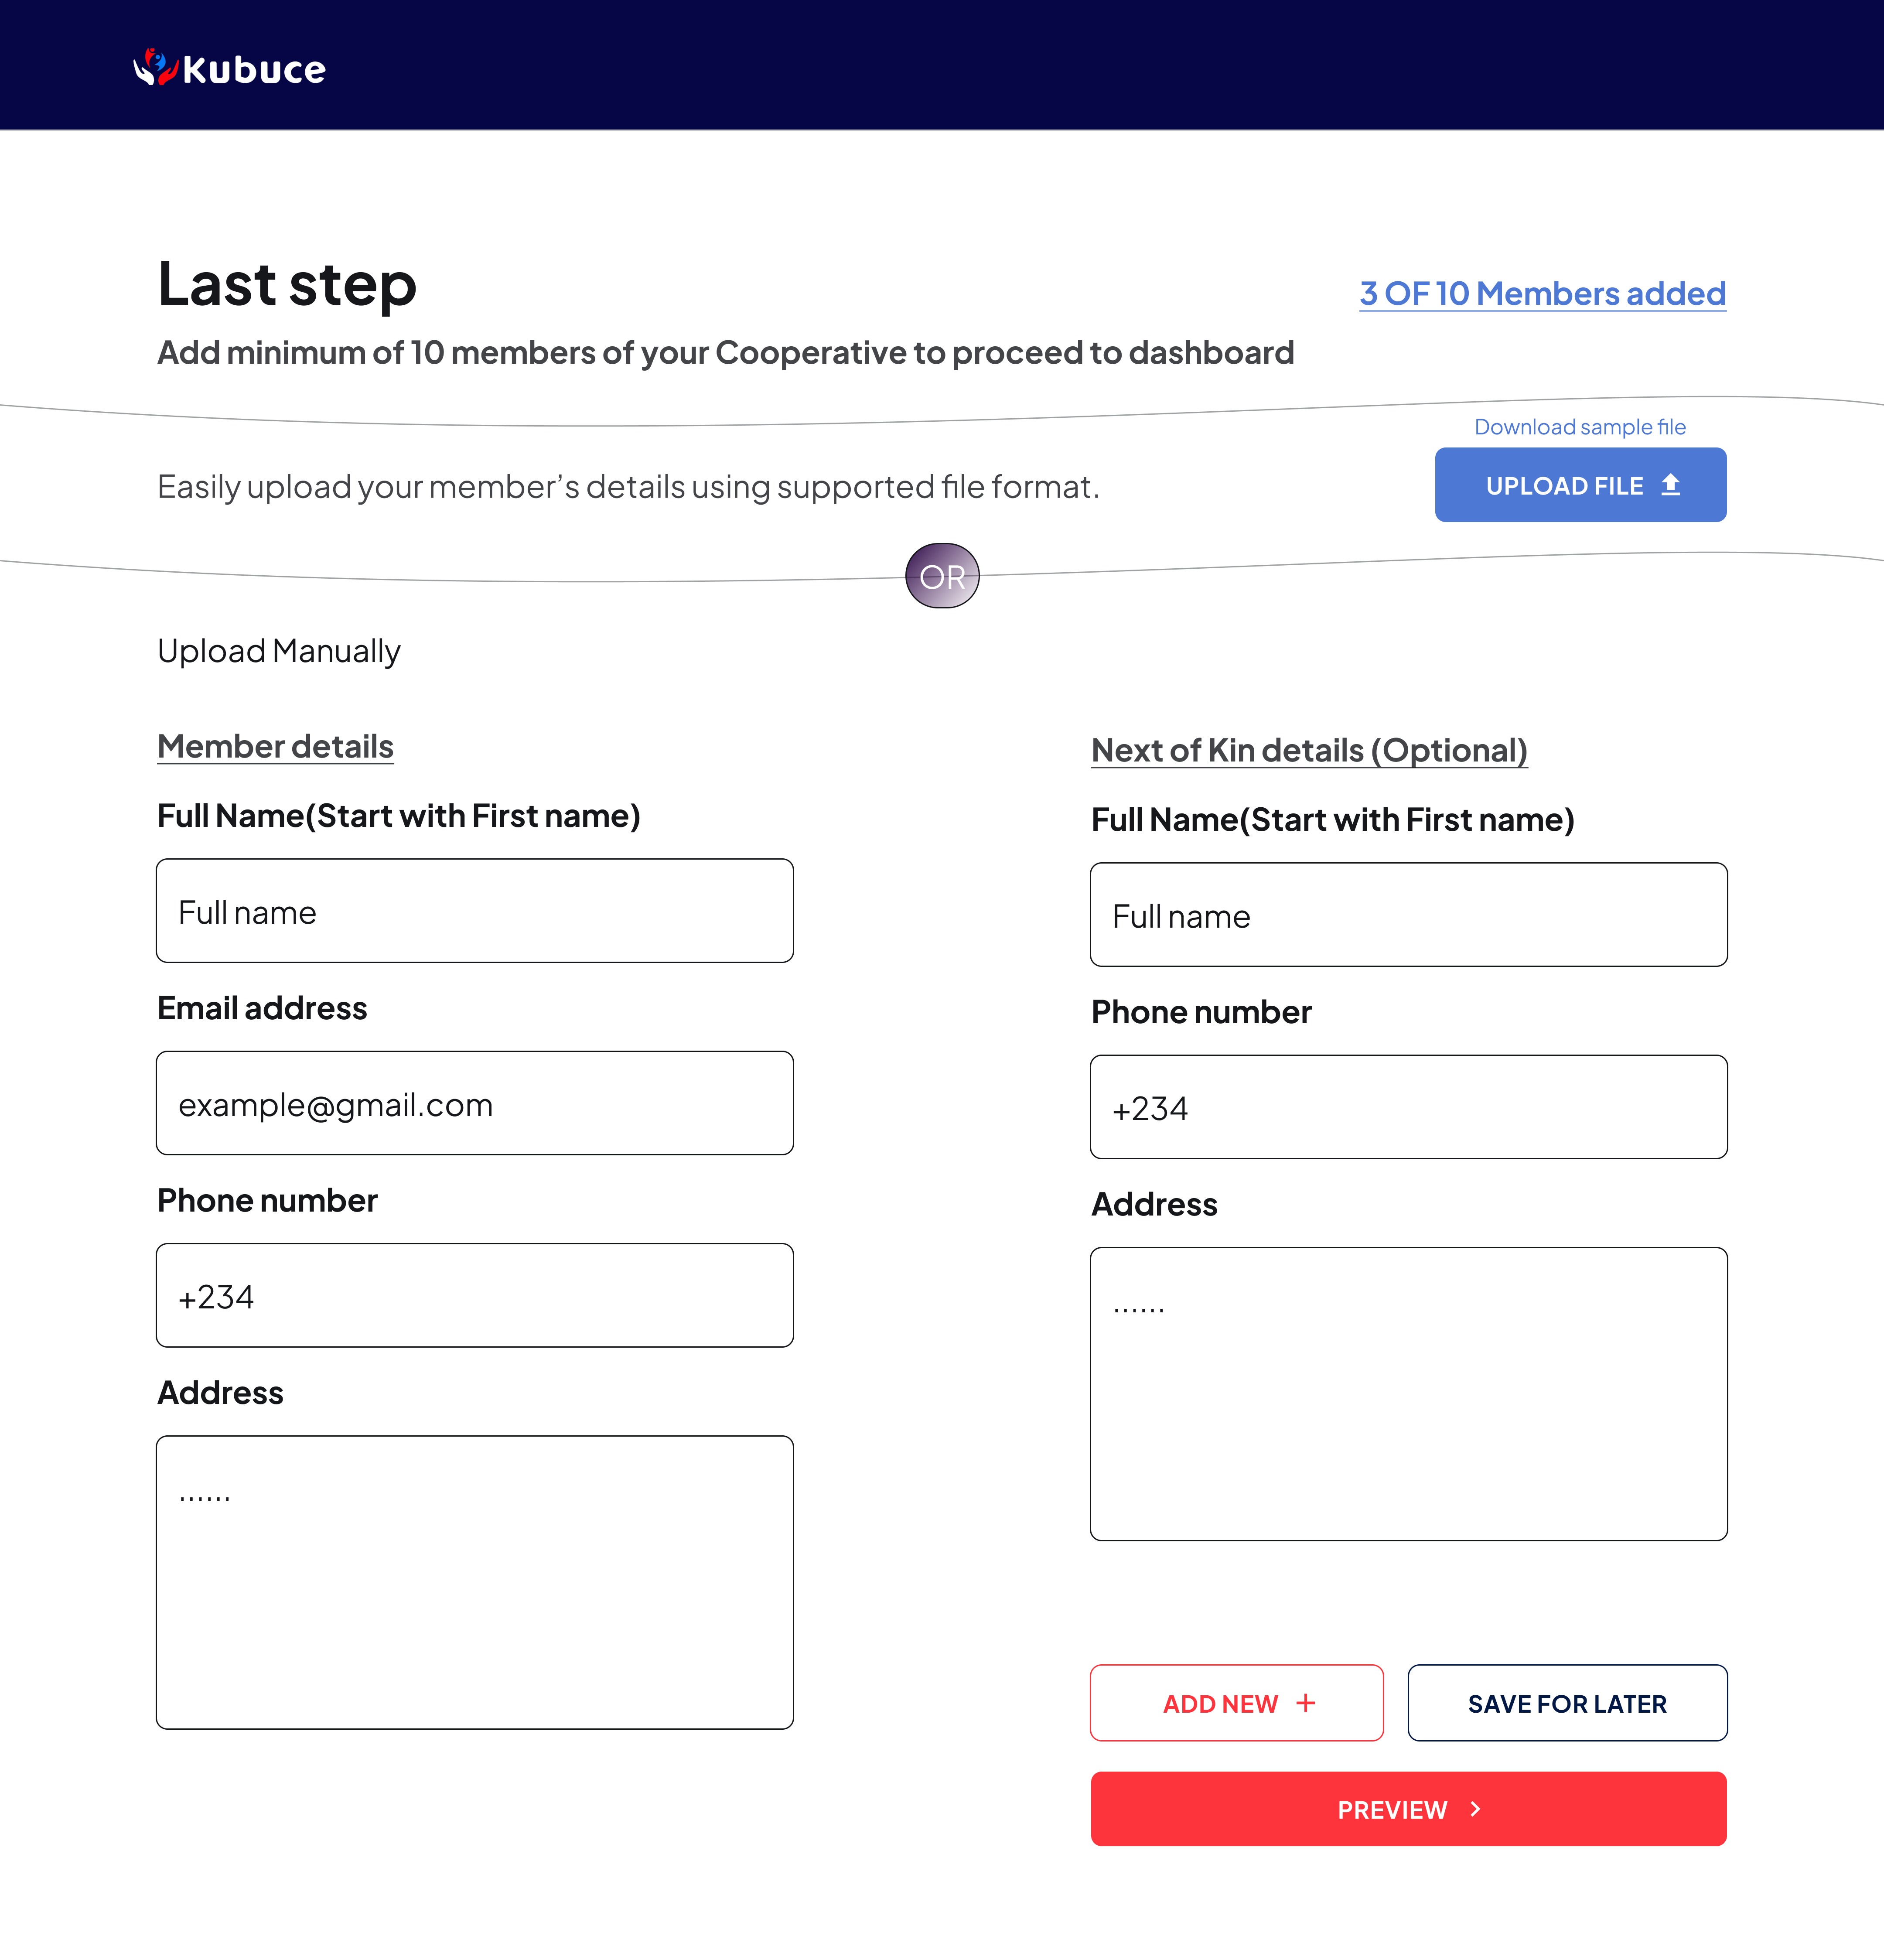 Kubuce
Last step
3 OF 10 Members added
Add minimum of 10 members of your Cooperative to proceed to dashboard
Download sample file
Easily upload your member’s details using supported file format.
UPLOAD FILE
OR
Upload Manually
Member details
Full Name(Start with First name)
Full name
Email address
example@gmail.com
Phone number
+234
Address
......
Next of Kin details (Optional)
Full Name(Start with First name)
Full name
Phone number
+234
Address
......
ADD NEW +
SAVE FOR LATER
PREVIEW >